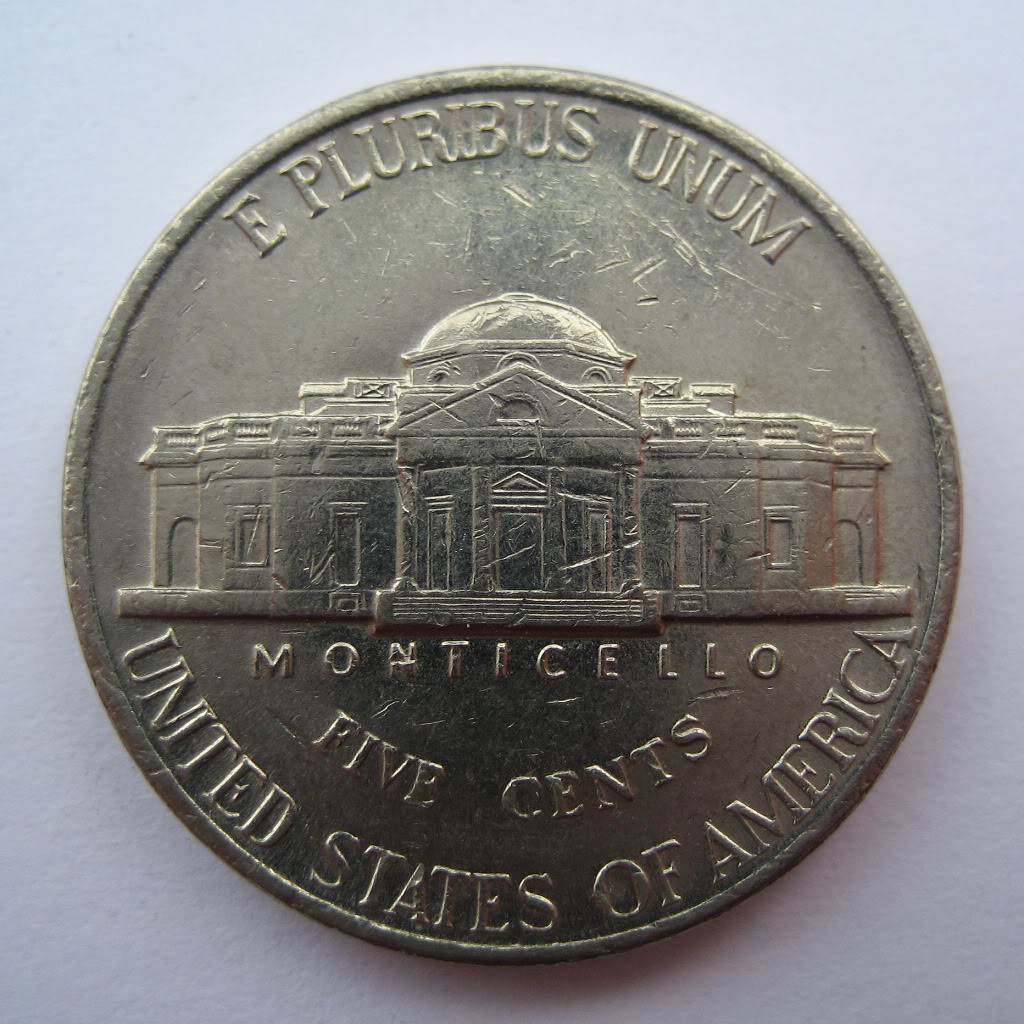 E PLURIBUS UNUM
MONTICELLO
FIVE CENTS
UNITED STATES OF AMERICA